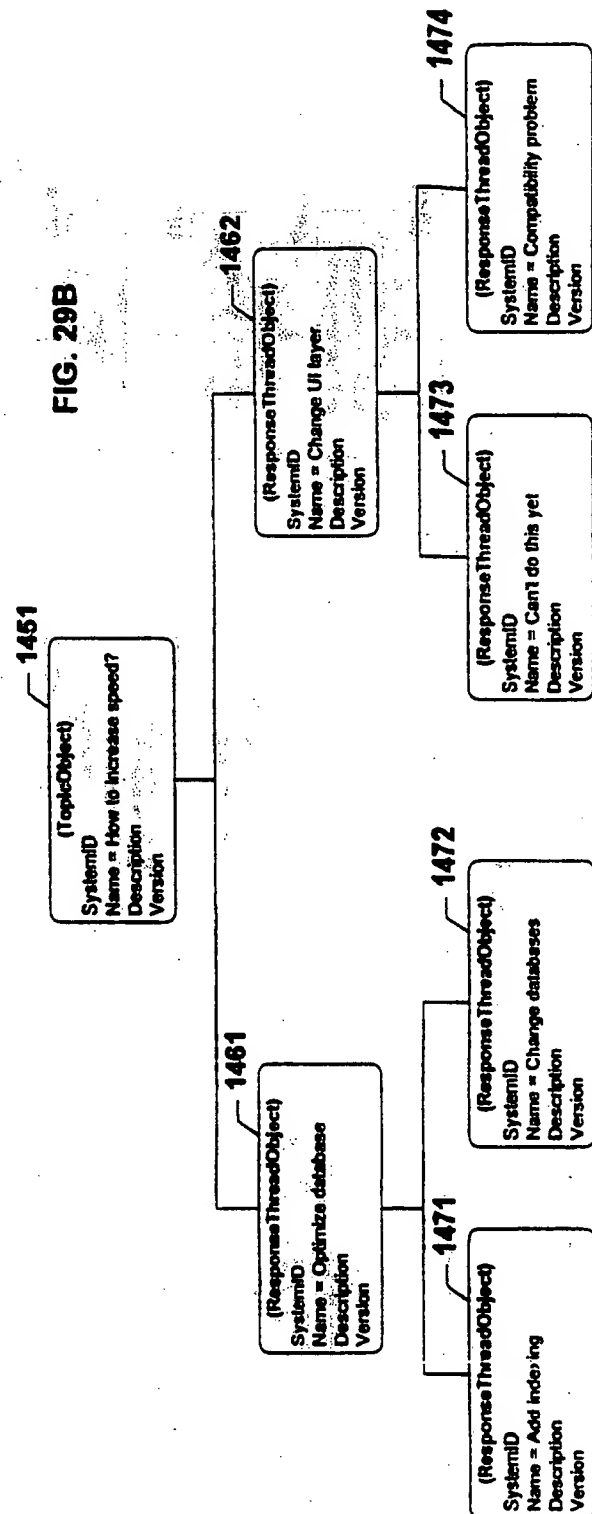 FIG. 29B
1451
(TopicObject)
SystemID
Name = How to increase speed?
Description
Version
1461
(ResponseThreadObject)
SystemID
Name = Optimize database
Description
Version
1462
(ResponseThreadObject)
SystemID
Name = Change UI layer
Description
Version
1471
(ResponseThreadObject)
SystemID
Name = Add indexing
Description
Version
1472
(ResponseThreadObject)
SystemID
Name = Change databases
Description
Version
1473
(ResponseThreadObject)
SystemID
Name = Can't do this yet
Description
Version
1474
(ResponseThreadObject)
SystemID
Name = Compatibility problem
Description
Version